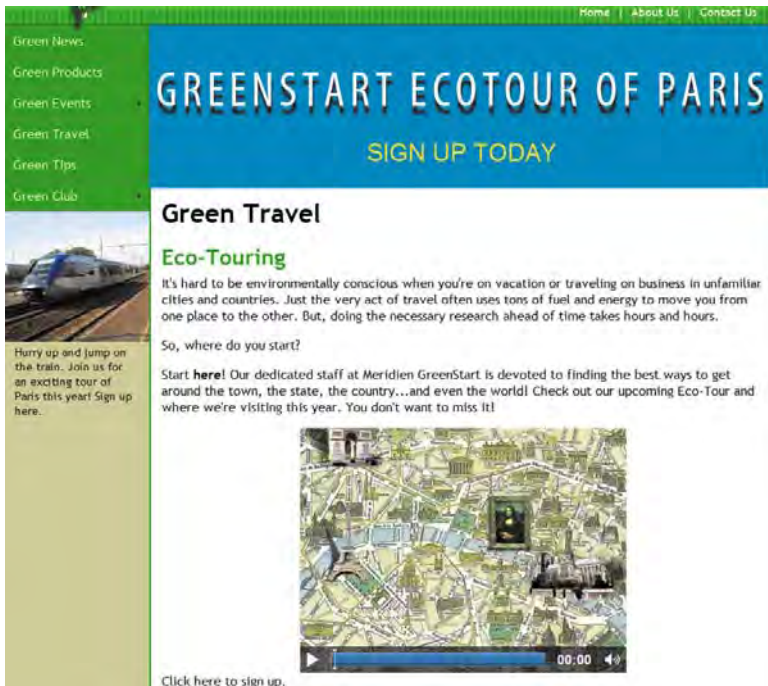 Home | About Us | Contact Us
Green News
Green Products
Green Events
Green Travel
Green Tips
Green Club
GREENSTART ECOTOUR OF PARIS
SIGN UP TODAY
Hurry up and jump on
the train. Join us for
an exciting tour of
Paris this year! Sign up
here.
Green Travel
Eco-Touring
It's hard to be environmentally conscious when you're on vacation or traveling on business in unfamiliar
cities and countries. Just the very act of travel often uses tons of fuel and energy to move you from
one place to the other. But, doing the necessary research ahead of time takes hours and hours.
So, where do you start?
Start here! Our dedicated staff at Meridien GreenStart is devoted to finding the best ways to get
around the town, the state, the country...and even the world! Check out our upcoming Eco-Tour and
where we're visiting this year. You don't want to miss it!
00:00
Click here to sign up.